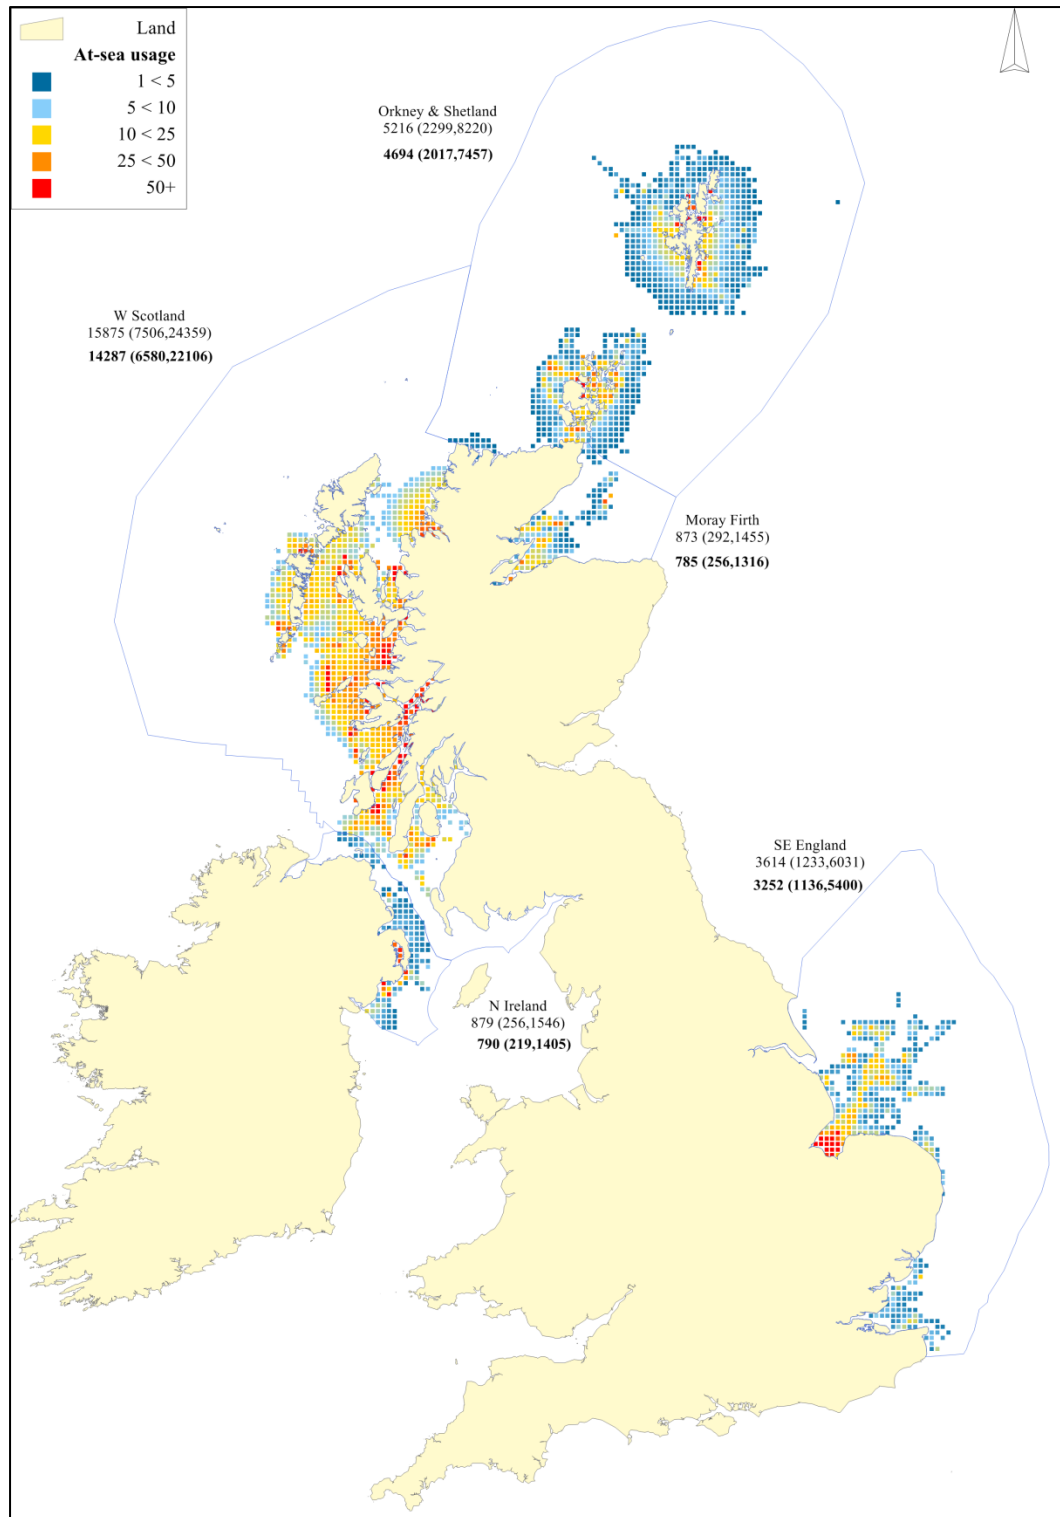 Land
At-sea usage
1 < 5
5 < 10
10 < 25
25 < 50
50+
Orkney & Shetland
5216 (2299,8220)
4694 (2017,7457)
W Scotland
15875 (7506,24359)
14287 (6580,22106)
Moray Firth
873 (292,1455)
785 (256,1316)
SE England
3614 (1233,6031)
3252 (1136,5400)
N Ireland
879 (256,1546)
790 (219,1405)